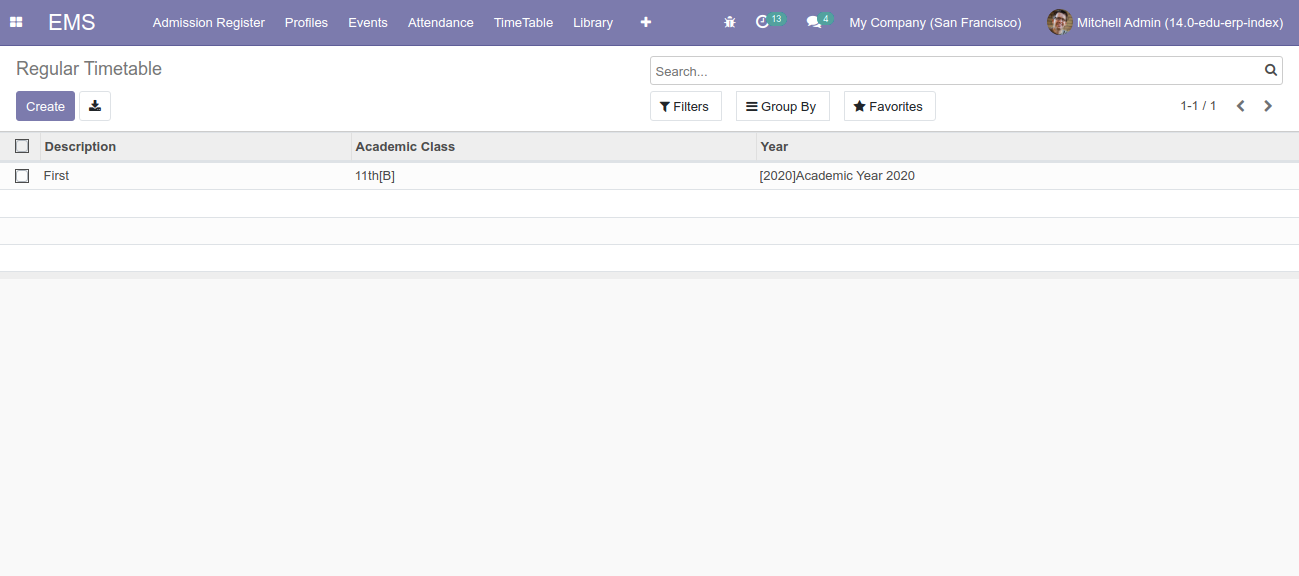 EMS Admission Register Profiles Events Attendance TimeTable Library 13 4 My Company (San Francisco) Mitchell Admin (14.0-edu-erp-index)
Regular Timetable
Search...
Create
Filters Group By Favorites 1-1 / 1
Description Academic Class Year
First 11th[B] [2020]Academic Year 2020